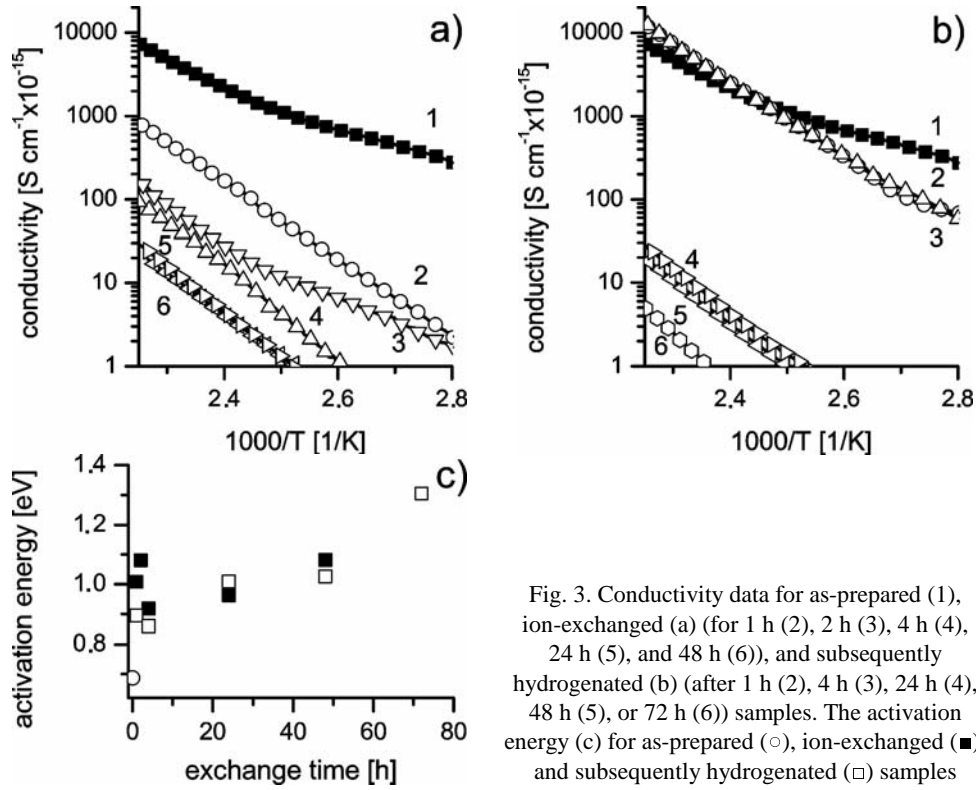 a)
conductivity [S cm⁻¹x10⁻¹⁵]
10000
1000
100
10
1
1
2
3
4
5
6
2.4
2.6
2.8
1000/T [1/K]
b)
conductivity [S cm⁻¹x10⁻¹⁵]
10000
1000
100
10
1
1
2
3
4
5
6
2.4
2.6
2.8
1000/T [1/K]
c)
activation energy [eV]
1.4
1.2
1.0
0.8
0
20
40
60
80
exchange time [h]
Fig. 3. Conductivity data for as-prepared (1),
ion-exchanged (a) (for 1 h (2), 2 h (3), 4 h (4),
24 h (5), and 48 h (6)), and subsequently
hydrogenated (b) (after 1 h (2), 4 h (3), 24 h (4),
48 h (5), or 72 h (6)) samples. The activation
energy (c) for as-prepared (○), ion-exchanged (■)
and subsequently hydrogenated (□) samples